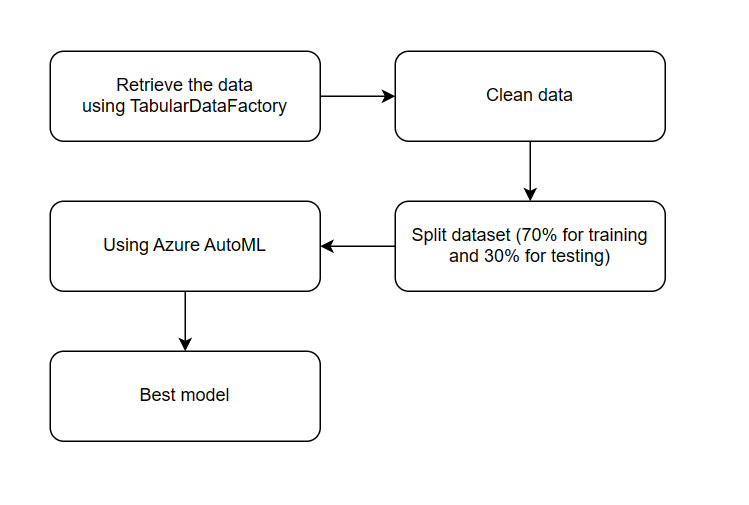 Retrieve the data
using TabularDataFactory
Clean data
Split dataset (70% for training
and 30% for testing)
Using Azure AutoML
Best model